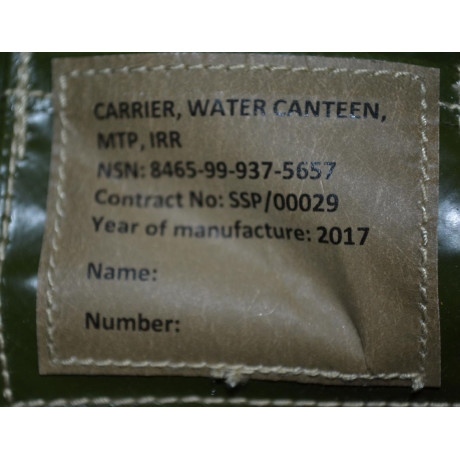 CARRIER, WATER CANTEEN,
MTP, IRR
NSN: 8465-99-937-5657
Contract No: SSP/00029
Year of manufacture: 2017
Name:
Number: